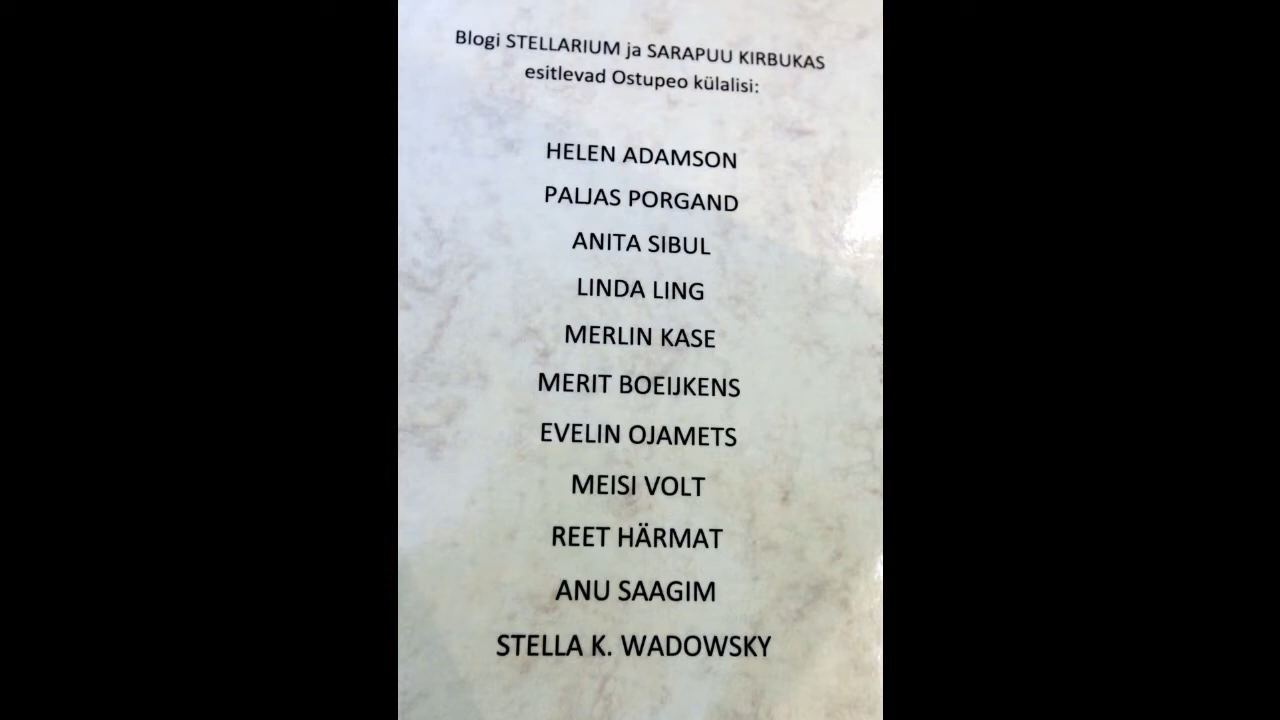 Blogi STELLARIUM ja SARAPUU KIRBUKAS
esitlevad Ostupeo külalisi:
HELEN ADAMSON
PALJAS PORGAND
ANITA SIBUL
LINDA LING
MERLIN KASE
MERIT BOEIJKENS
EVELIN OJAMETS
MEISI VOLT
REET HÄRMAT
ANU SAAGIM
STELLA K. WADOWSKY